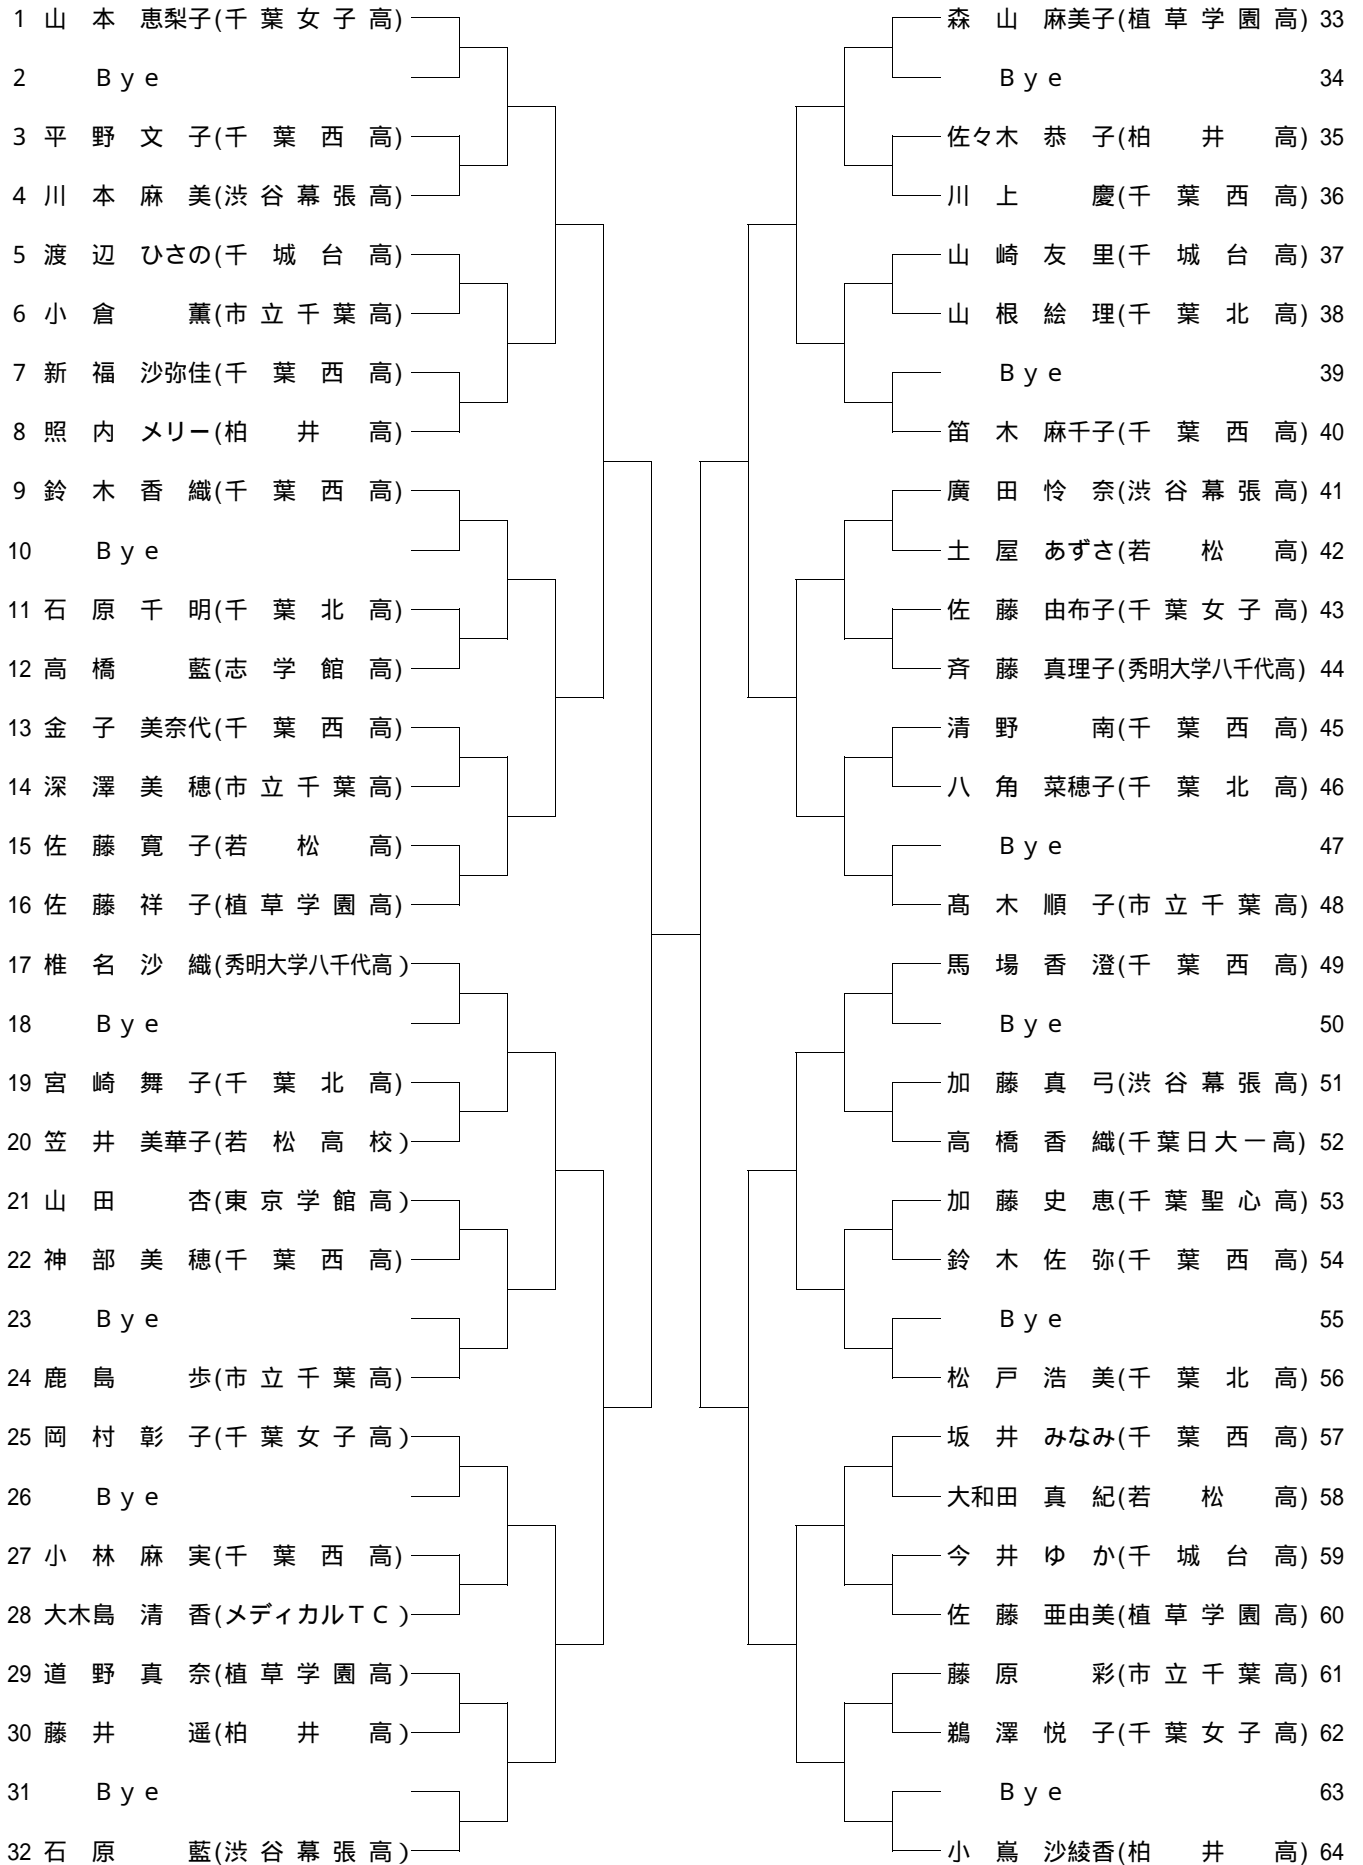 1 山 本 恵梨子(千 葉 女 子 高)
2 Bye
3 平 野 文 子(千 葉 西 高)
4 川 本 麻 美(渋 谷 幕 張 高)
5 渡 辺 ひさの(千 城 台 高)
6 小 倉 薫(市 立 千 葉 高)
7 新 福 沙弥佳(千 葉 西 高)
8 照 内 メリー(柏 井 高)
9 鈴 木 香 織(千 葉 西 高)
10 Bye
11 石 原 千 明(千 葉 北 高)
12 高 橋 藍(志 学 館 高)
13 金 子 美奈代(千 葉 西 高)
14 深 澤 美 穂(市 立 千 葉 高)
15 佐 藤 寛 子(若 松 高)
16 佐 藤 祥 子(植 草 学 園 高)
17 椎 名 沙 織(秀明大学八千代高)
18 Bye
19 宮 崎 舞 子(千 葉 北 高)
20 笠 井 美華子(若 松 高 校)
21 山 田 杏(東 京 学 館 高)
22 神 部 美 穂(千 葉 西 高)
23 Bye
24 鹿 島 歩(市 立 千 葉 高)
25 岡 村 彰 子(千 葉 女 子 高)
26 Bye
27 小 林 麻 実(千 葉 西 高)
28 大木島 清 香(メディカルTC)
29 道 野 真 奈(植 草 学 園 高)
30 藤 井 遥(柏 井 高)
31 Bye
32 石 原 藍(渋 谷 幕 張 高)
森 山 麻美子(植 草 学 園 高) 33
Bye 34
佐々木 恭 子(柏 井 高) 35
川 上 慶(千 葉 西 高) 36
山 崎 友 里(千 城 台 高) 37
山 根 絵 理(千 葉 北 高) 38
Bye 39
笛 木 麻千子(千 葉 西 高) 40
廣 田 怜 奈(渋 谷 幕 張 高) 41
土 屋 あずさ(若 松 高) 42
佐 藤 由布子(千 葉 女 子 高) 43
斉 藤 真理子(秀明大学八千代高) 44
清 野 南(千 葉 西 高) 45
八 角 菜穂子(千 葉 北 高) 46
Bye 47
髙 木 順 子(市 立 千 葉 高) 48
馬 場 香 澄(千 葉 西 高) 49
Bye 50
加 藤 真 弓(渋 谷 幕 張 高) 51
高 橋 香 織(千 葉 日 大 一 高) 52
加 藤 史 恵(千 葉 聖 心 高) 53
鈴 木 佐 弥(千 葉 西 高) 54
Bye 55
松 戸 浩 美(千 葉 北 高) 56
坂 井 みなみ(千 葉 西 高) 57
大和田 真 紀(若 松 高) 58
今 井 ゆ か(千 城 台 高) 59
佐 藤 亜由美(植 草 学 園 高) 60
藤 原 彩(市 立 千 葉 高) 61
鵜 澤 悦 子(千 葉 女 子 高) 62
Bye 63
小 嶌 沙綾香(柏 井 高) 64